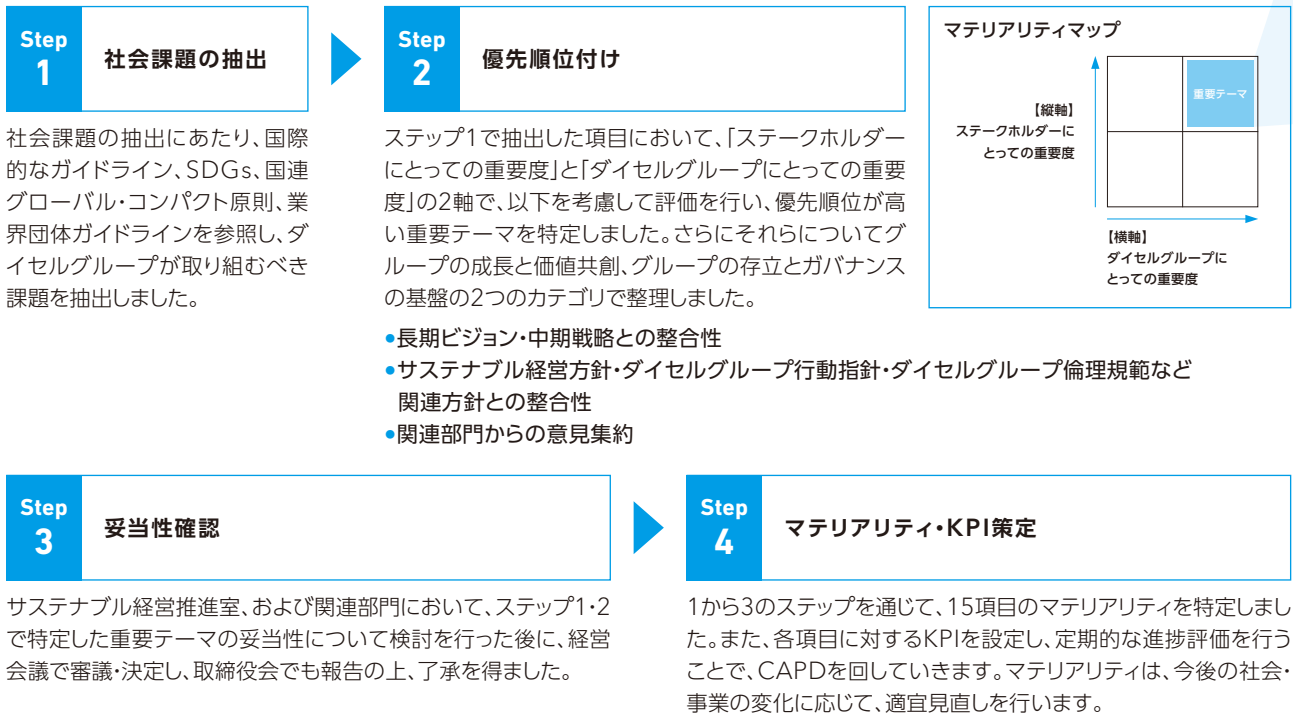 Step
1
社会課題の抽出
社会課題の抽出にあたり、国際
的なガイドライン、SDGs、国連
グローバル・コンパクト原則、業
界団体ガイドラインを参照し、ダ
イセルグループが取り組むべき
課題を抽出しました。
Step
2
優先順位付け
ステップ1で抽出した項目において、「ステークホルダー
にとっての重要度」と「ダイセルグループにとっての重要
度」の2軸で、以下を考慮して評価を行い、優先順位が高
い重要テーマを特定しました。さらにそれらについてグ
ループの成長と価値共創、グループの存立とガバナンス
の基盤の2つのカテゴリで整理しました。
●長期ビジョン・中期戦略との整合性
●サステナブル経営方針・ダイセルグループ行動指針・ダイセルグループ倫理規範など
関連方針との整合性
●関連部門からの意見集約
マテリアリティマップ
重要テーマ
【縦軸】
ステークホルダーに
とっての重要度
【横軸】
ダイセルグループに
とっての重要度
Step
3
妥当性確認
サステナブル経営推進室、および関連部門において、ステップ1・2
で特定した重要テーマの妥当性について検討を行った後に、経営
会議で審議・決定し、取締役会でも報告の上、了承を得ました。
Step
4
マテリアリティ・KPI策定
1から3のステップを通じて、15項目のマテリアリティを特定しまし
た。また、各項目に対するKPIを設定し、定期的な進捗評価を行う
ことで、CAPDを回していきます。マテリアリティは、今後の社会・
事業の変化に応じて、適宜見直しを行います。